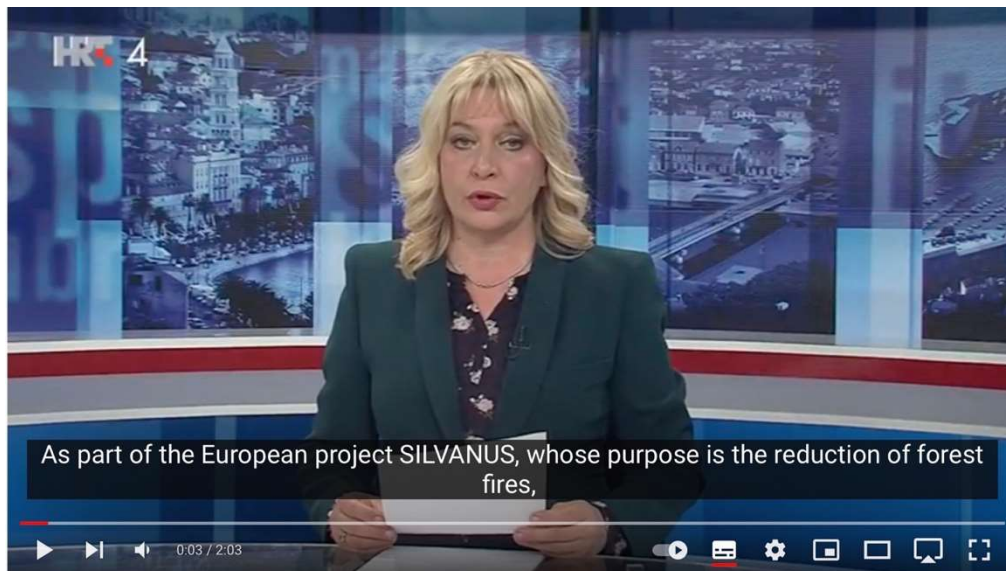 HRT 4
As part of the European project SILVANUS, whose purpose is the reduction of forest
fires,
0:03 / 2:03